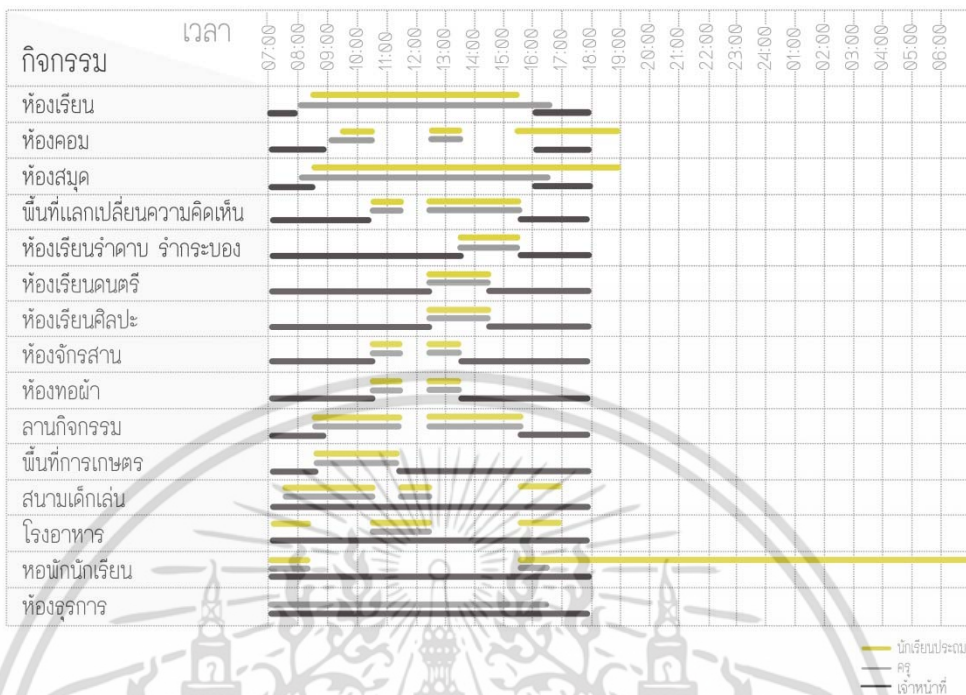 เวลา
กิจกรรม
07:00 08:00 09:00 10:00 11:00 12:00 13:00 14:00 15:00 16:00 17:00 18:00 19:00 20:00 21:00 22:00 23:00 24:00 01:00 02:00 03:00 04:00 05:00 06:00
ห้องเรียน
ห้องคอม
ห้องสมุด
พื้นที่แลกเปลี่ยนความคิดเห็น
ห้องเรียนรำดาบ รำกระบอง
ห้องเรียนดนตรี
ห้องเรียนศิลปะ
ห้องจักรสาน
ห้องทอผ้า
ลานกิจกรรม
พื้นที่การเกษตร
สนามเด็กเล่น
โรงอาหาร
หอพักนักเรียน
ห้องธุรการ
นักเรียนประถม
ครู
เจ้าหน้าที่